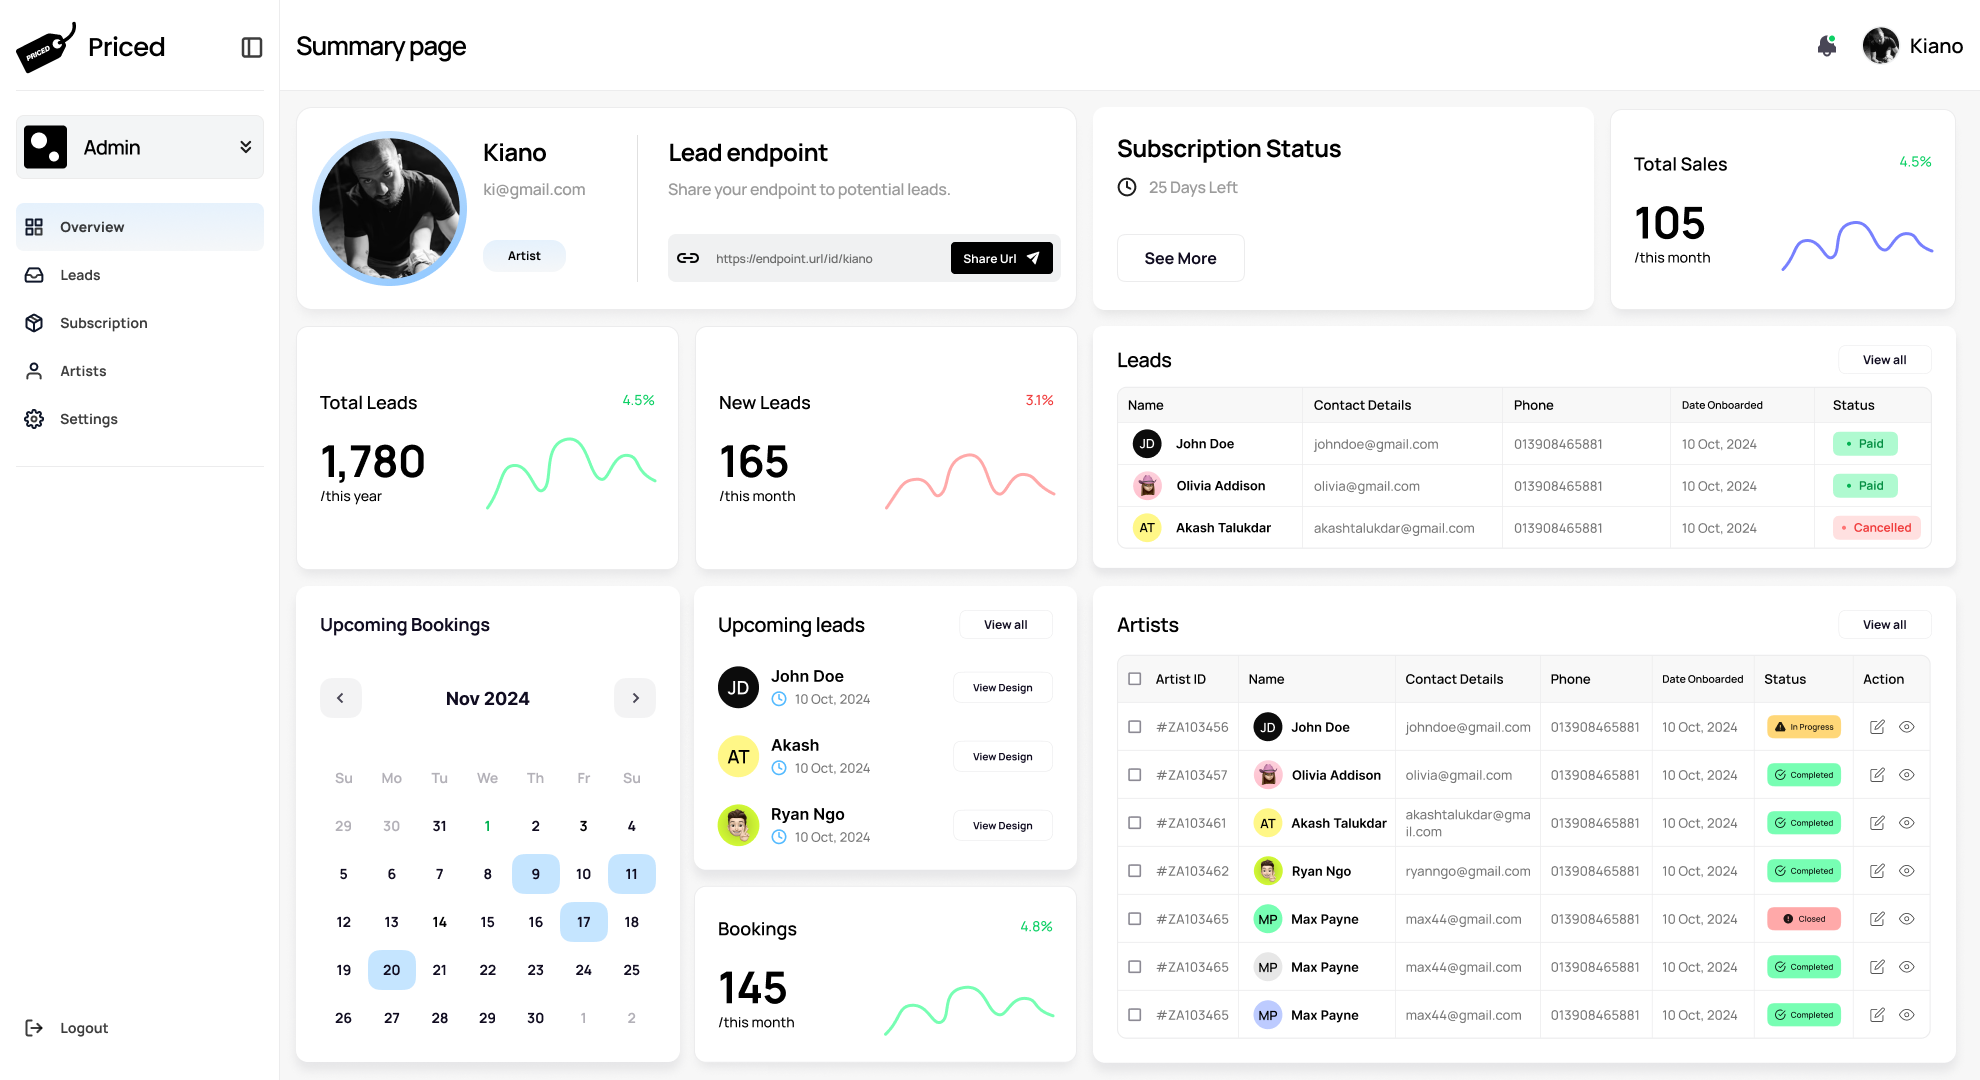 PRICED
Priced
Summary page
Kiano
Admin
Overview
Leads
Subscription
Artists
Settings
Logout
Kiano
ki@gmail.com
Artist
Lead endpoint
Share your endpoint to potential leads.
https://endpoint.url/id/kiano
Share Url
Subscription Status
25 Days Left
See More
Total Sales
4.5%
105
/this month
Total Leads
4.5%
1,780
/this year
New Leads
3.1%
165
/this month
Leads
View all
Name Contact Details Phone Date Onboarded Status
JD John Doe johndoe@gmail.com 013908465881 10 Oct, 2024 Paid
Olivia Addison olivia@gmail.com 013908465881 10 Oct, 2024 Paid
AT Akash Talukdar akashtalukdar@gmail.com 013908465881 10 Oct, 2024 Cancelled
Upcoming Bookings
Nov 2024
Su Mo Tu We Th Fr Su
29 30 31 1 2 3 4
5 6 7 8 9 10 11
12 13 14 15 16 17 18
19 20 21 22 23 24 25
26 27 28 29 30 1 2
Upcoming leads
View all
JD John Doe
10 Oct, 2024
View Design
AT Akash
10 Oct, 2024
View Design
Ryan Ngo
10 Oct, 2024
View Design
Bookings
4.8%
145
/this month
Artists
View all
Artist ID Name Contact Details Phone Date Onboarded Status Action
#ZA103456 JD John Doe johndoe@gmail.com 013908465881 10 Oct, 2024 In Progress
#ZA103457 Olivia Addison olivia@gmail.com 013908465881 10 Oct, 2024 Completed
#ZA103461 AT Akash Talukdar akashtalukdar@gma
il.com 013908465881 10 Oct, 2024 Completed
#ZA103462 Ryan Ngo ryanngo@gmail.com 013908465881 10 Oct, 2024 Completed
#ZA103465 MP Max Payne max44@gmail.com 013908465881 10 Oct, 2024 Closed
#ZA103465 MP Max Payne max44@gmail.com 013908465881 10 Oct, 2024 Completed
#ZA103465 MP Max Payne max44@gmail.com 013908465881 10 Oct, 2024 Completed